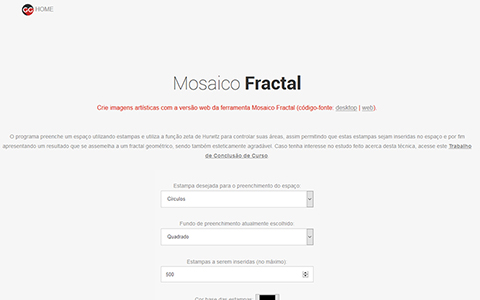 GG HOME
Mosaico Fractal
Crie imagens artísticas com a versão web da ferramenta Mosaico Fractal (código-fonte: desktop | web).
O programa preenche um espaço utilizando estampas e utiliza a função zeta de Hurwitz para controlar suas áreas, assim permitindo que estas estampas sejam inseridas no espaço e por fim
apresentando um resultado que se assemelha a um fractal geométrico, sendo também esteticamente agradável. Caso tenha interesse no estudo feito acerca desta técnica, acesse este Trabalho
de Conclusão de Curso
Estampa desejada para o preenchimento do espaço:
Círculos
Fundo de preenchimento atualmente escolhido:
Quadrado
Estampas a serem inseridas (no máximo):
500
Cor base das estampas: